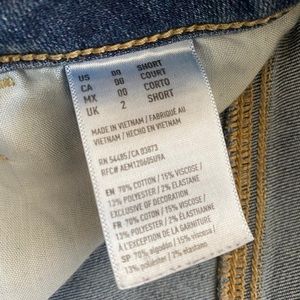 US 00 SHORT
CA 00 COURT
MX 00 CORTO
UK 2 SHORT
MADE IN VIETNAM / FABRIQUÉ AU
VIETNAM / HECHO EN VIETNAM
RN 54485/CA 03873
RFC# AEM120605U9A
EN 70% COTTON / 15% VISCOSE /
13% POLYESTER / 2% ELASTANE
EXCLUSIVE OF DECORATION
FR 70% COTON / 15% VISCOSE /
13% POLYESTER / 2% ÉLASTHANNE
À L'EXCEPTION DE LA GARNITURE
SP 70% algodón / 15% viscosa /
13% poliéster / 2% elastano